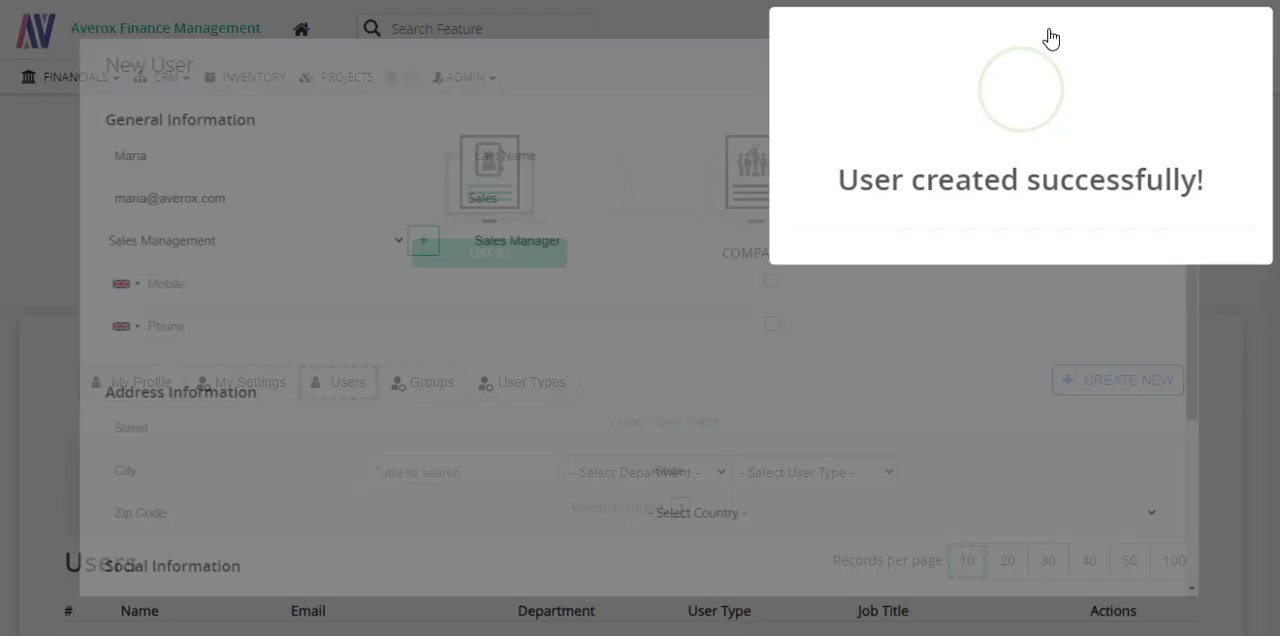 Averox Finance Management
Search Feature
New User
FINANCIALS CRM INVENTORY PROJECTS ADMIN
User created successfully!
General Information
Maria Last Name
maria@averox.com Sales
Sales Management + Sales Manager
USERS COMPA
Mobile
Phone
My Profile My Settings Users Groups User Types + CREATE NEW
Address Information
Street
City State
Type to search.. - Select Department - - Select User Type -
Records Found
Zip Code - Select Country -
Users
Social Information
Records per page 10 20 30 40 50 100
# Name Email Department User Type Job Title Actions